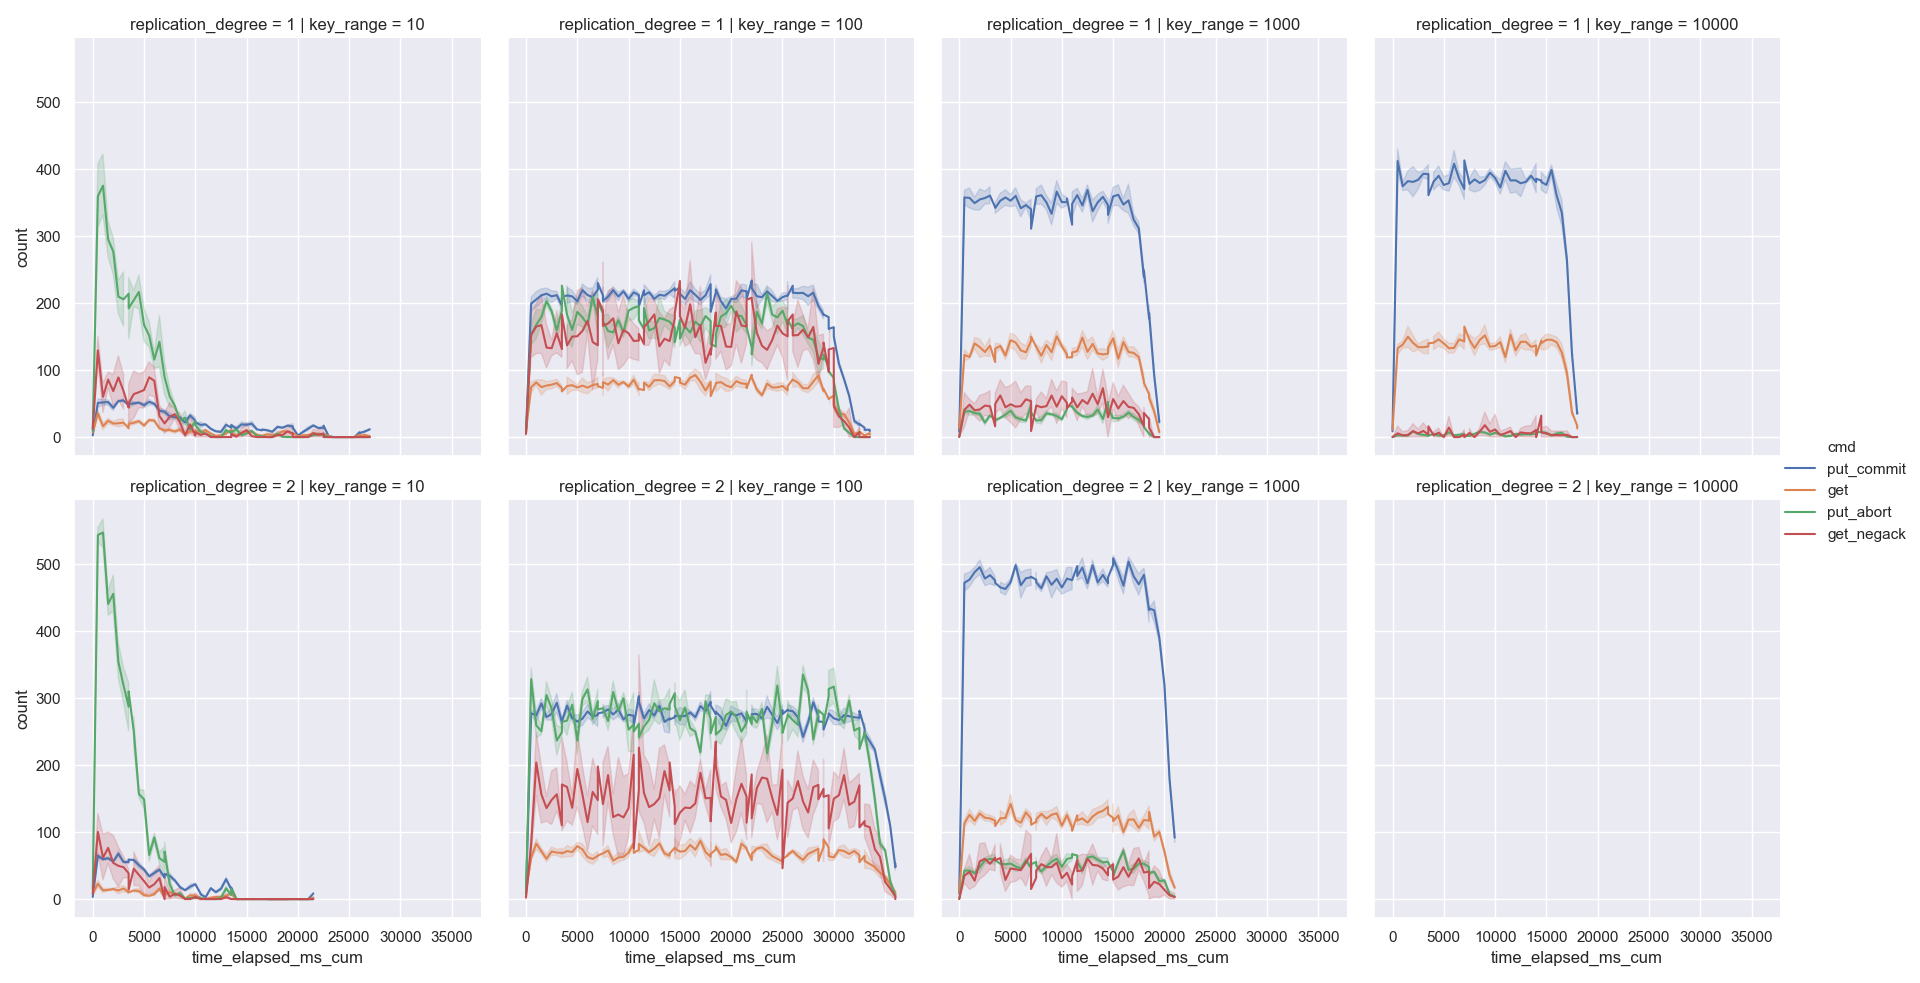 replication_degree = 1 | key_range = 10
replication_degree = 1 | key_range = 100
replication_degree = 1 | key_range = 1000
replication_degree = 1 | key_range = 10000
500
400
300
200
100
0
count
replication_degree = 2 | key_range = 10
replication_degree = 2 | key_range = 100
replication_degree = 2 | key_range = 1000
replication_degree = 2 | key_range = 10000
500
400
300
200
100
0
count
0 5000 10000 15000 20000 25000 30000 35000
0 5000 10000 15000 20000 25000 30000 35000
0 5000 10000 15000 20000 25000 30000 35000
0 5000 10000 15000 20000 25000 30000 35000
time_elapsed_ms_cum
time_elapsed_ms_cum
time_elapsed_ms_cum
time_elapsed_ms_cum
cmd
put_commit
get
put_abort
get_negack